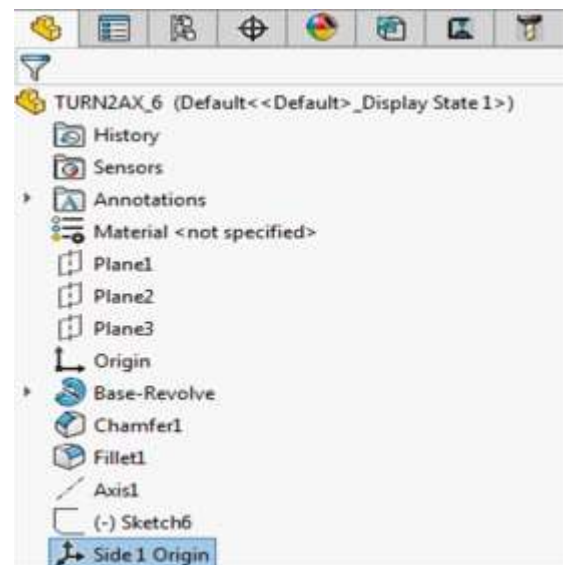 TURN2AX_6 (Default<<Default>_Display State 1>)
History
Sensors
Annotations
Material <not specified>
Plane1
Plane2
Plane3
Origin
Base-Revolve
Chamfer1
Fillet1
Axis1
(-) Sketch6
Side 1 Origin